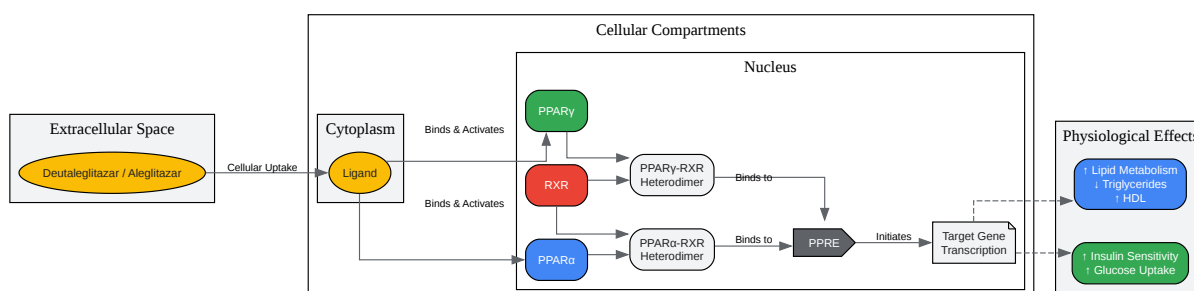 Cellular Compartments
Nucleus
Extracellular Space
Deutaleglitazar / Aleglitazar
Cellular Uptake
Cytoplasm
Ligand
Binds & Activates
Binds & Activates
PPARγ
RXR
PPARα
PPARγ-RXR
Heterodimer
PPARα-RXR
Heterodimer
Binds to
Binds to
PPRE
Initiates
Target Gene
Transcription
Physiological Effects
↑ Lipid Metabolism
↓ Triglycerides
↑ HDL
↑ Insulin Sensitivity
↑ Glucose Uptake